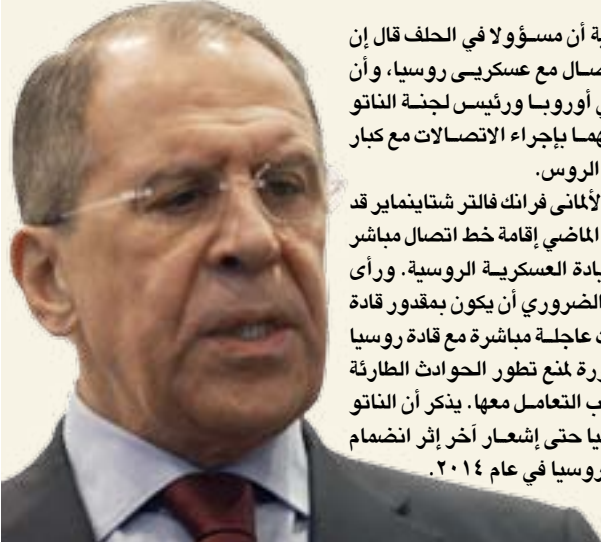 ية أن مسؤولا في الحلف قال إن
صال مع عسكريى روسيا، وأن
ي أوروبا ورئيس لجنة الناتو
هما بإجراء الاتصالات مع كبار
الروس.
لألمانى فرانك فالتر شتاينماير قد
الماضي إقامة خط اتصال مباشر
يادة العسكرية الروسية. ورأى
لضروري أن يكون بمقدور قادة
ت عاجلة مباشرة مع قادة روسيا
ورة لمنع تطور الحوادث الطارئة
ب التعامل معها. يذكر أن الناتو
يا حتى إشعار آخر إثر انضمام
روسيا في عام ٢٠١٤.